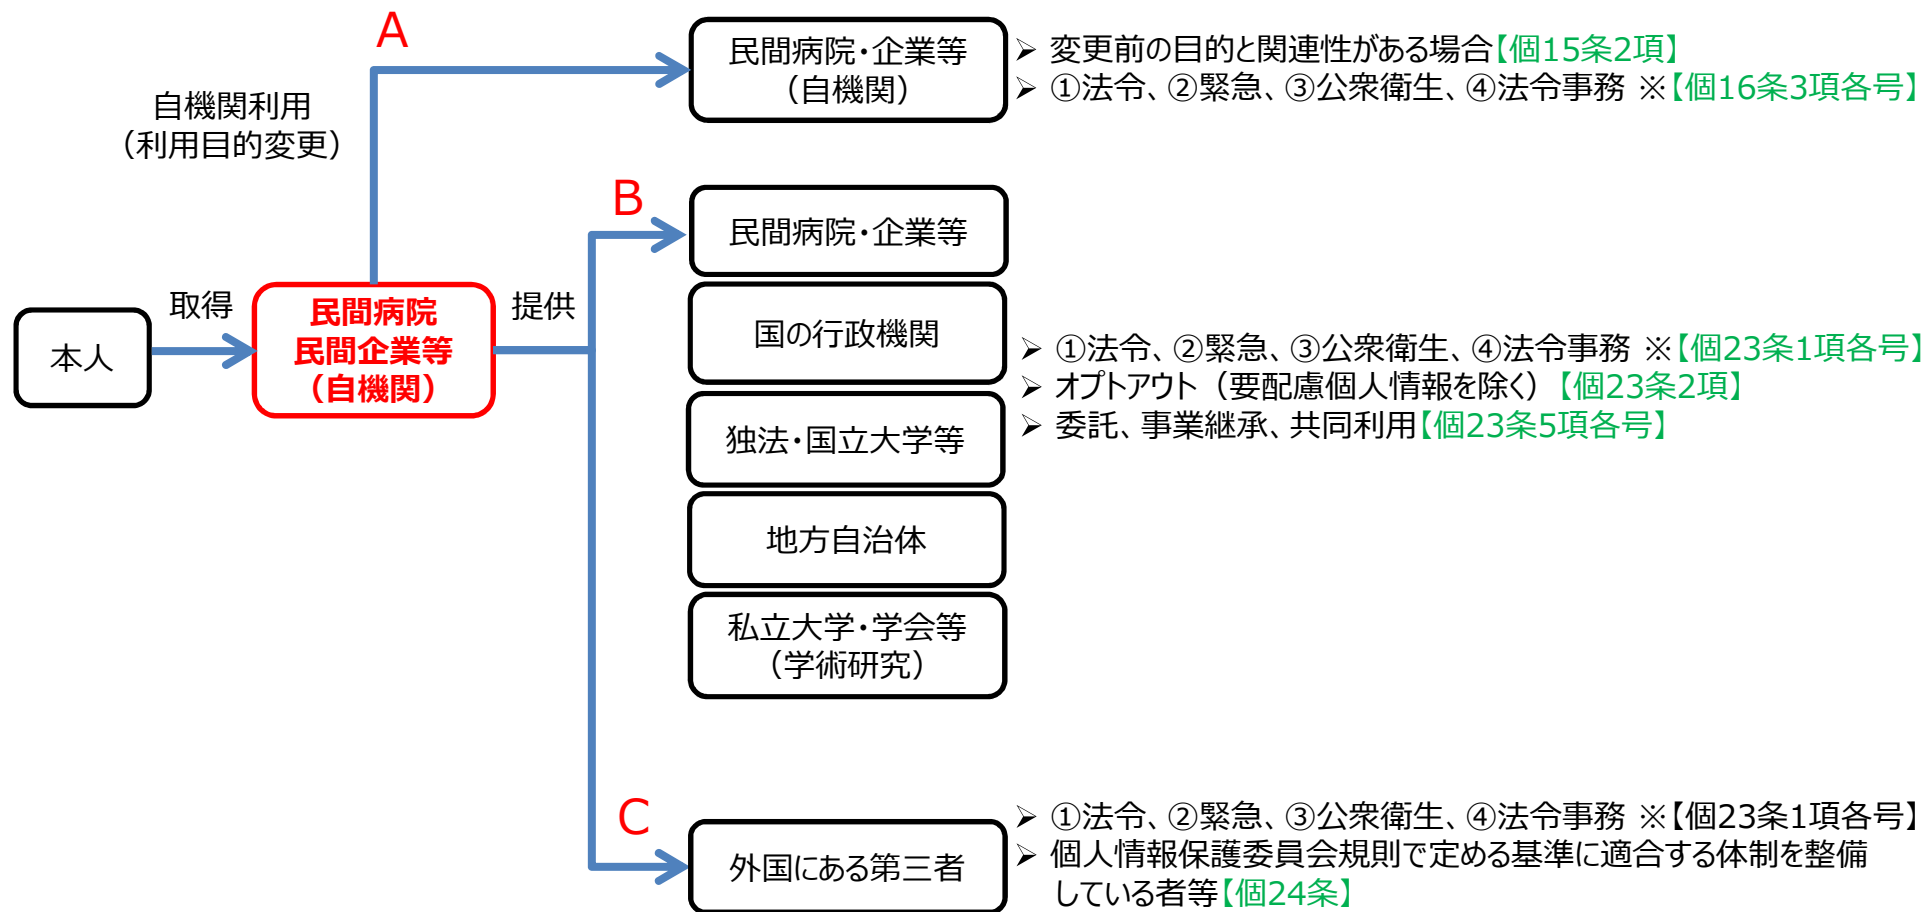 A
民間病院・企業等
（自機関）
➢ 変更前の目的と関連性がある場合【個15条2項】
➢ ①法令、②緊急、③公衆衛生、④法令事務 ※【個16条3項各号】
自機関利用
（利用目的変更）
B
民間病院・企業等
本人
取得
民間病院
民間企業等
（自機関）
提供
国の行政機関
独法・国立大学等
地方自治体
私立大学・学会等
（学術研究）
➢ ①法令、②緊急、③公衆衛生、④法令事務 ※【個23条1項各号】
➢ オプトアウト（要配慮個人情報を除く）【個23条2項】
➢ 委託、事業継承、共同利用【個23条5項各号】
C
外国にある第三者
➢ ①法令、②緊急、③公衆衛生、④法令事務 ※【個23条1項各号】
➢ 個人情報保護委員会規則で定める基準に適合する体制を整備
している者等【個24条】